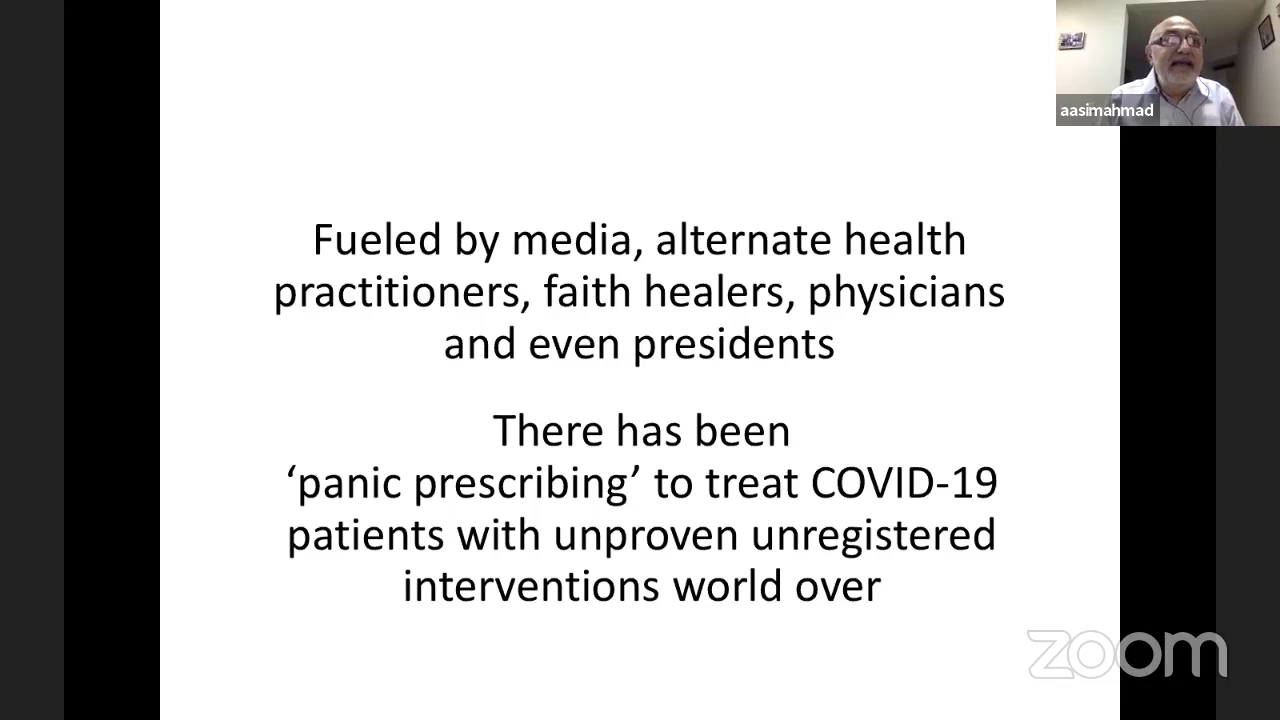 aasimahmad
Fueled by media, alternate health
practitioners, faith healers, physicians
and even presidents
There has been
‘panic prescribing’ to treat COVID-19
patients with unproven unregistered
interventions world over
zoom